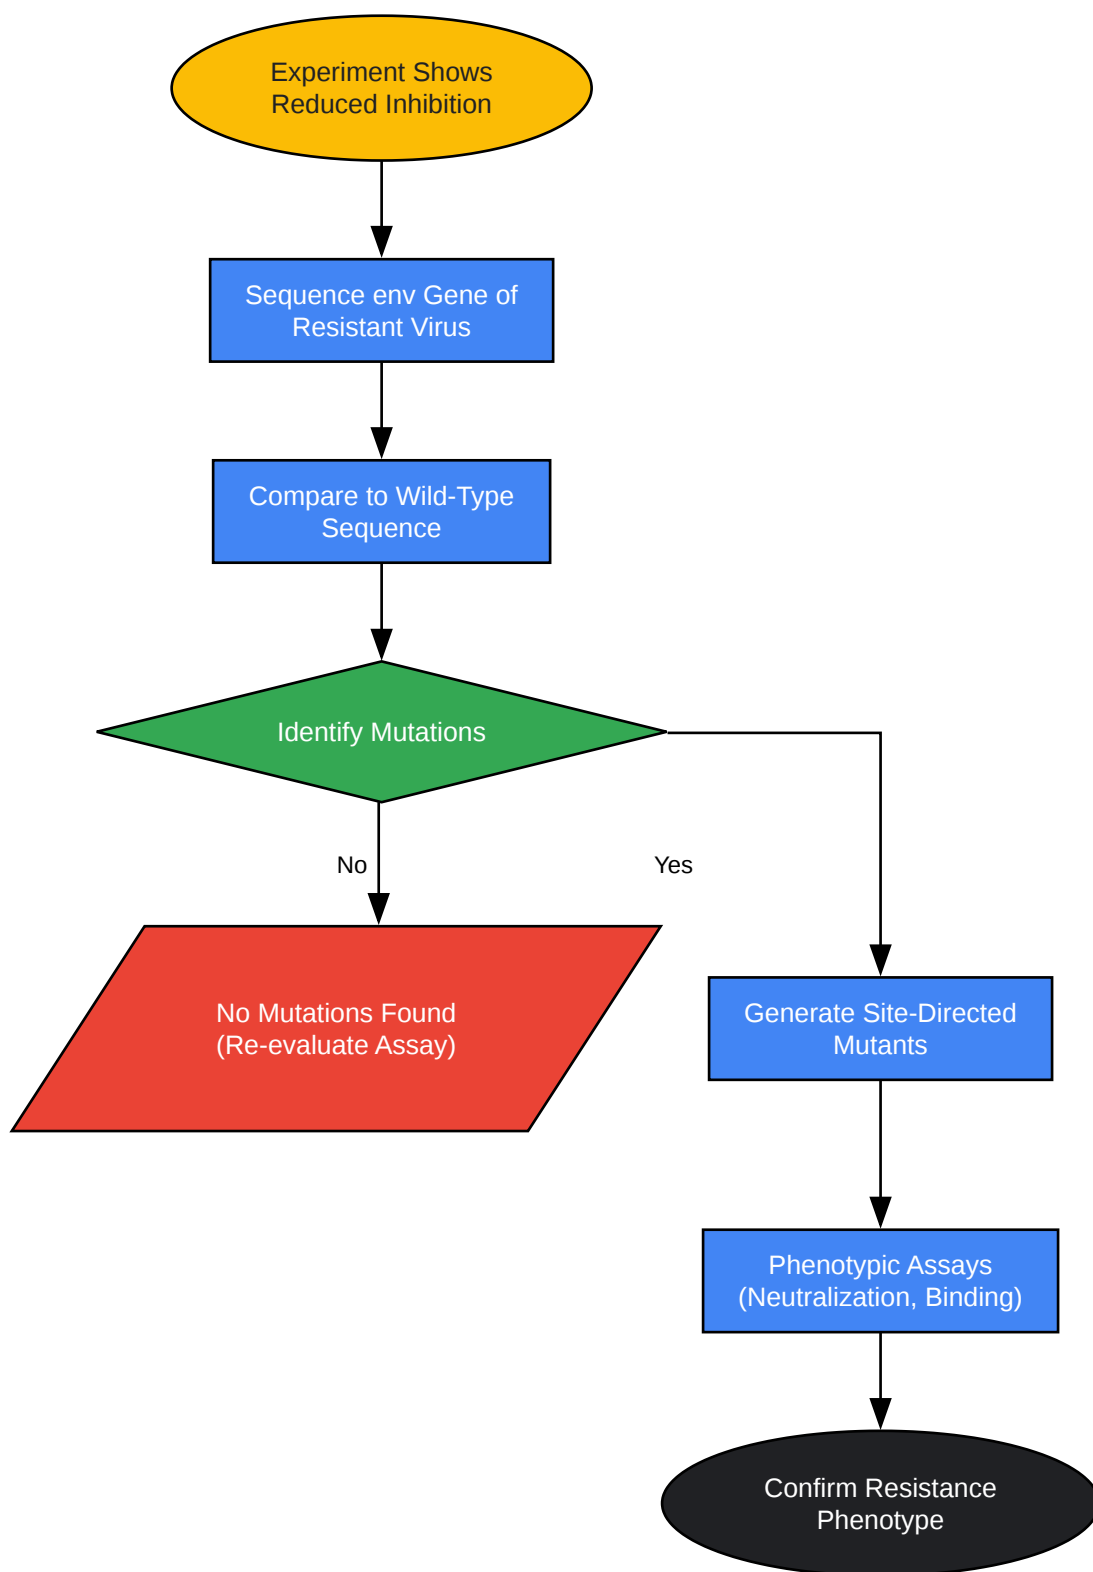 Experiment Shows
Reduced Inhibition
Sequence env Gene of
Resistant Virus
Compare to Wild-Type
Sequence
Identify Mutations
No
Yes
No Mutations Found
(Re-evaluate Assay)
Generate Site-Directed
Mutants
Phenotypic Assays
(Neutralization, Binding)
Confirm Resistance
Phenotype